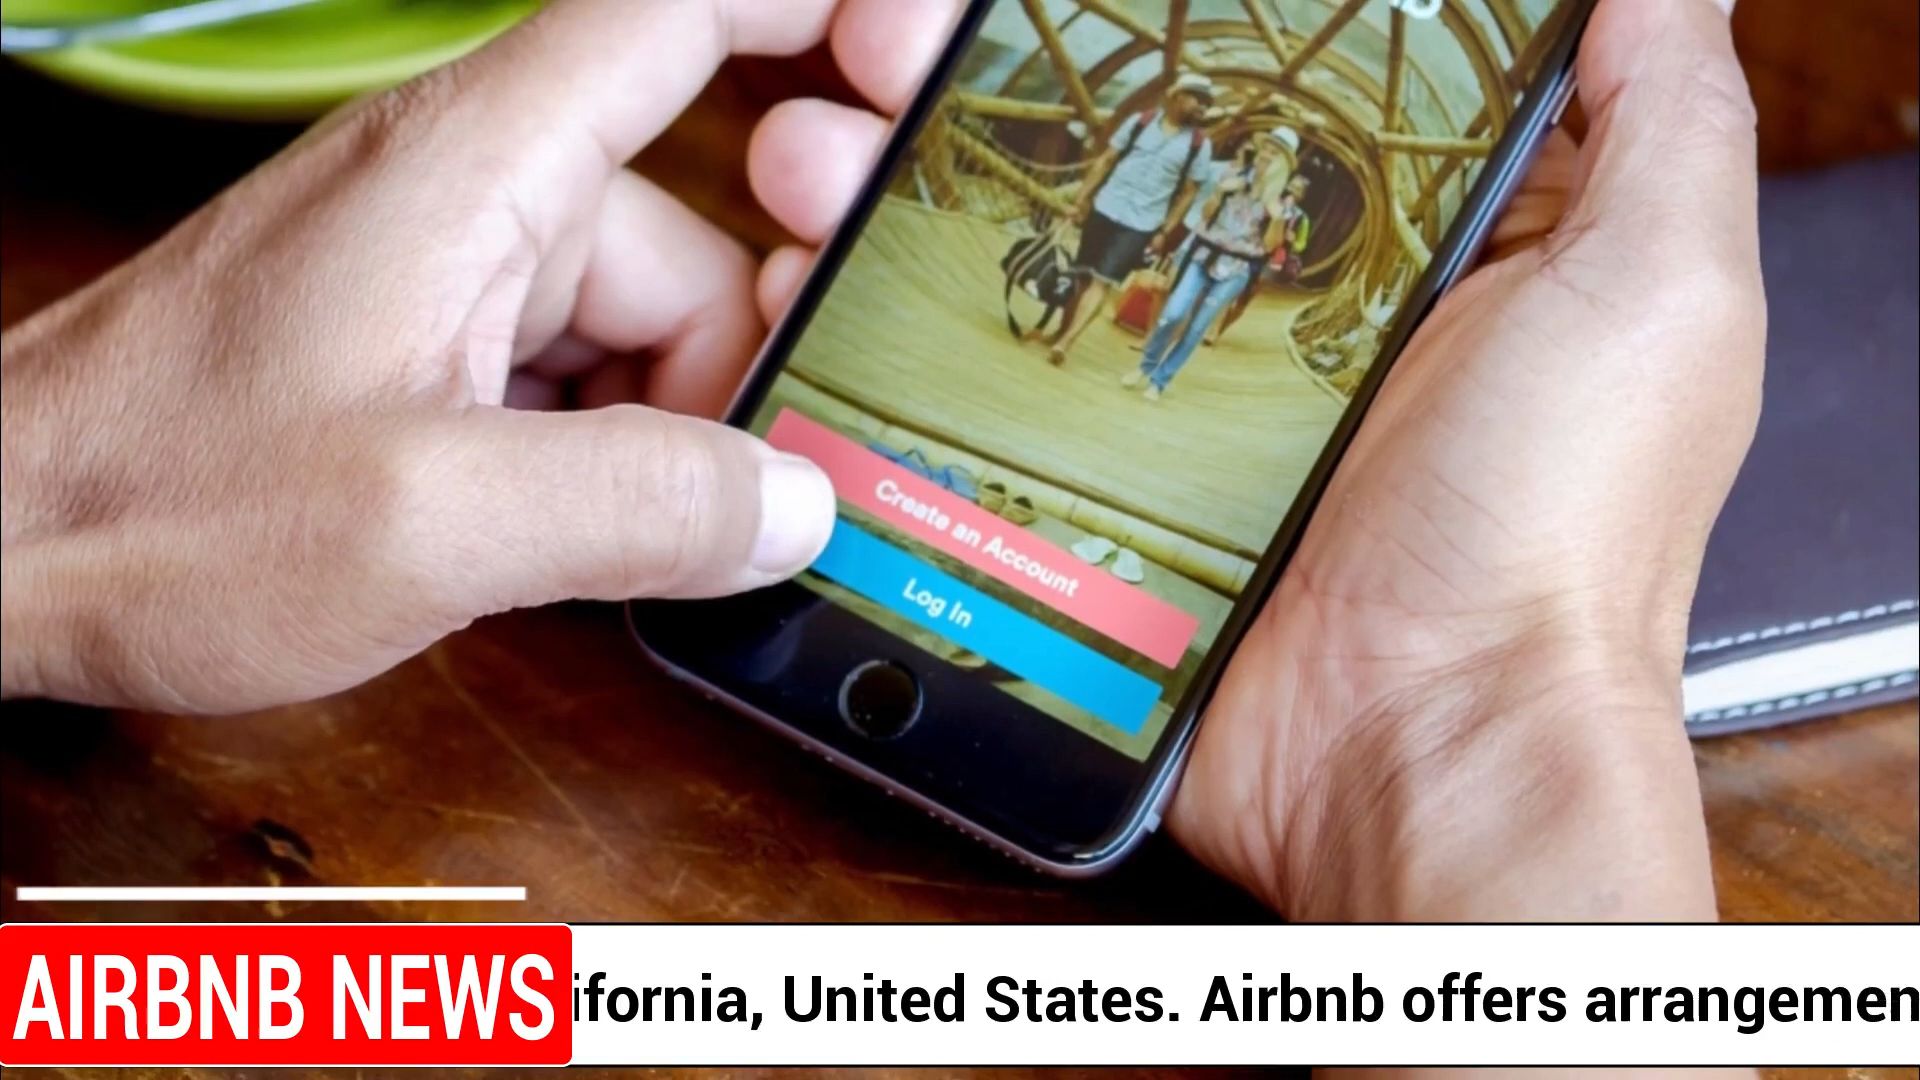 Create an Account
Log In
AIRBNB NEWS
ifornia, United States. Airbnb offers arrangemen